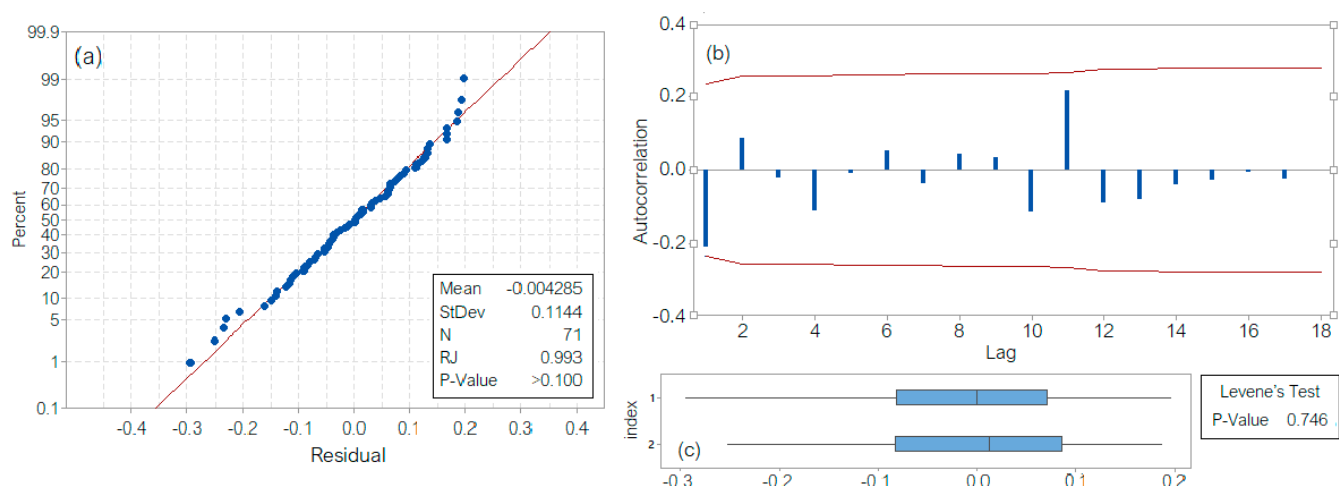 (a)
Percent
99.9
99
95
90
80
70
60
50
40
30
20
10
5
1
0.1
Mean -0.004285
StDev 0.1144
N 71
RJ 0.993
P-Value >0.100
-0.4 -0.3 -0.2 -0.1 0.0 0.1 0.2 0.3 0.4
Residual
(b)
Autocorrelation
0.4
0.2
0.0
-0.2
-0.4
2 4 6 8 10 12 14 16 18
Lag
index
1
2
(c)
-0.3 -0.2 -0.1 0.0 0.1 0.2
Levene's Test
P-Value 0.746